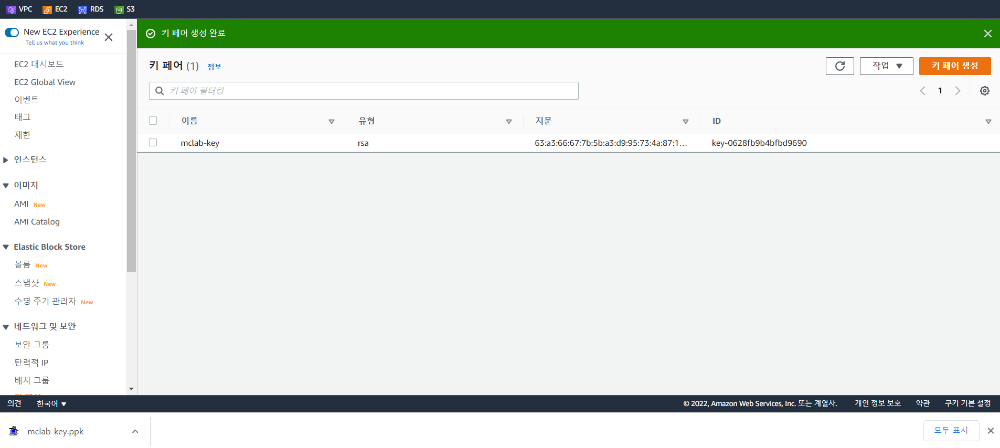 VPC EC2 RDS S3
New EC2 Experience
Tell us what you think
EC2 대시보드
EC2 Global View
이벤트
태그
제한
인스턴스
이미지
AMI New
AMI Catalog
Elastic Block Store
볼륨 New
스냅샷 New
수명 주기 관리자 New
네트워크 및 보안
보안 그룹
탄력적 IP
배치 그룹
키 페어 생성 완료
키 페어 (1) 정보
작업
키 페어 생성
키 페어 필터링
1
이름 유형 지문 ID
mclab-key rsa 63:a3:66:67:7b:5b:a3:d9:95:73:4a:87:1... key-0628fb9b4bfbd9690
의견 한국어 © 2022, Amazon Web Services, Inc. 또는 계열사. 개인 정보 보호 약관 쿠키 기본 설정
mclab-key.ppk 모두 표시